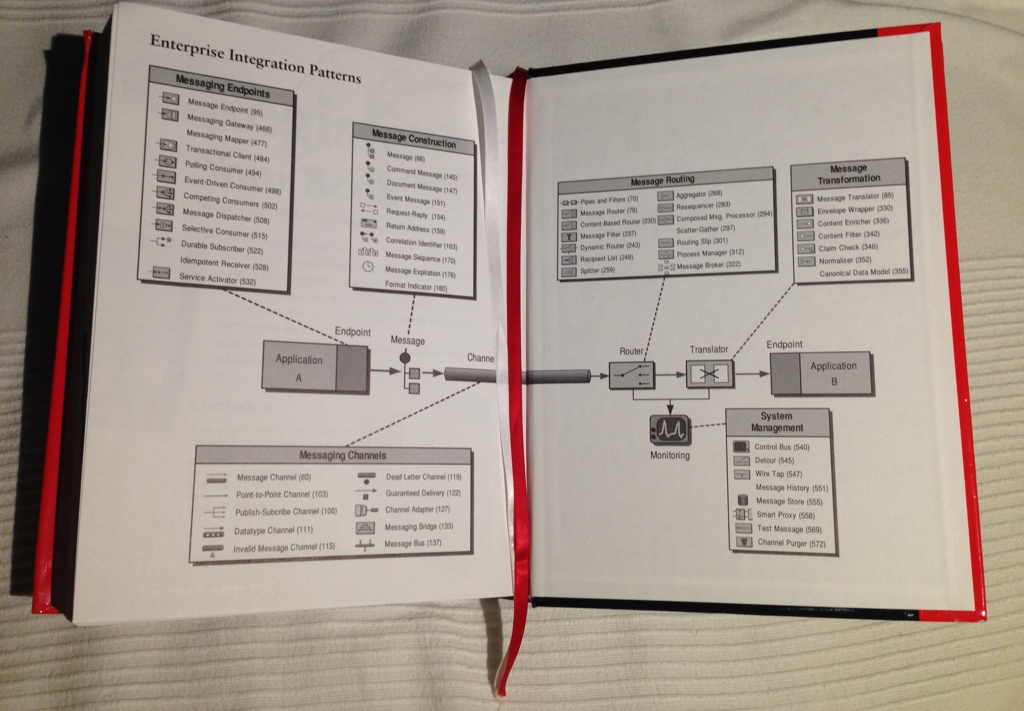 Enterprise Integration Patterns
Messaging Endpoints
Message Endpoint (95)
Messaging Gateway (468)
Messaging Mapper (477)
Transactional Client (484)
Polling Consumer (494)
Event-Driven Consumer (498)
Competing Consumers (502)
Message Dispatcher (508)
Selective Consumer (515)
Durable Subscriber (522)
Idempotent Receiver (528)
Service Activator (532)
Message Construction
Message (66)
Command Message (145)
Document Message (147)
Event Message (151)
Request-Reply (154)
Return Address (159)
Correlation Identifier (163)
Message Sequence (170)
Message Expiration (176)
Format Indicator (180)
Endpoint
Application
A
Message
Channe
Messaging Channels
Message Channel (60)
Point-to-Point Channel (103)
Publish-Subcribe Channel (106)
Datatype Channel (111)
Invalid Message Channel (115)
Dead Letter Channel (119)
Guaranteed Delivery (122)
Channel Adapter (127)
Messaging Bridge (133)
Message Bus (137)
Message Routing
Pipes and Filters (70)
Message Router (78)
Content-Based Router (230)
Message Filter (237)
Dynamic Router (243)
Recipient List (249)
Splitter (259)
Aggregator (268)
Resequencer (283)
Composed Msg. Processor (294)
Scatter-Gather (297)
Routing Slip (301)
Process Manager (312)
Message Broker (322)
Message
Transformation
Message Translator (85)
Envelope Wrapper (330)
Content Enricher (336)
Content Filter (342)
Claim Check (346)
Normalizer (352)
Canonical Data Model (355)
Router
Translator
Endpoint
Application
B
Monitoring
System
Management
Control Bus (540)
Detour (545)
Wire Tap (547)
Message History (551)
Message Store (555)
Smart Proxy (558)
Test Message (569)
Channel Purger (572)